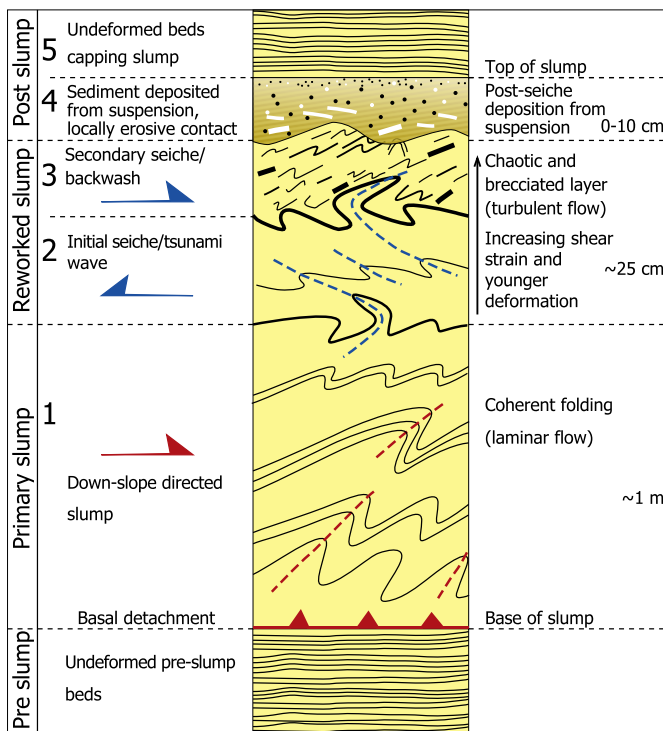 Post slump
5
Undeformed beds
capping slump
Top of slump
4
Sediment deposited
from suspension,
locally erosive contact
Post-seiche
deposition from
suspension
0-10 cm
Reworked slump
3
Secondary seiche/
backwash
Chaotic and
brecciated layer
(turbulent flow)
2
Initial seiche/tsunami
wave
Increasing shear
strain and
younger
deformation
~25 cm
Primary slump
1
Down-slope directed
slump
Coherent folding
(laminar flow)
~1 m
Basal detachment
Base of slump
Pre slump
Undeformed pre-slump
beds